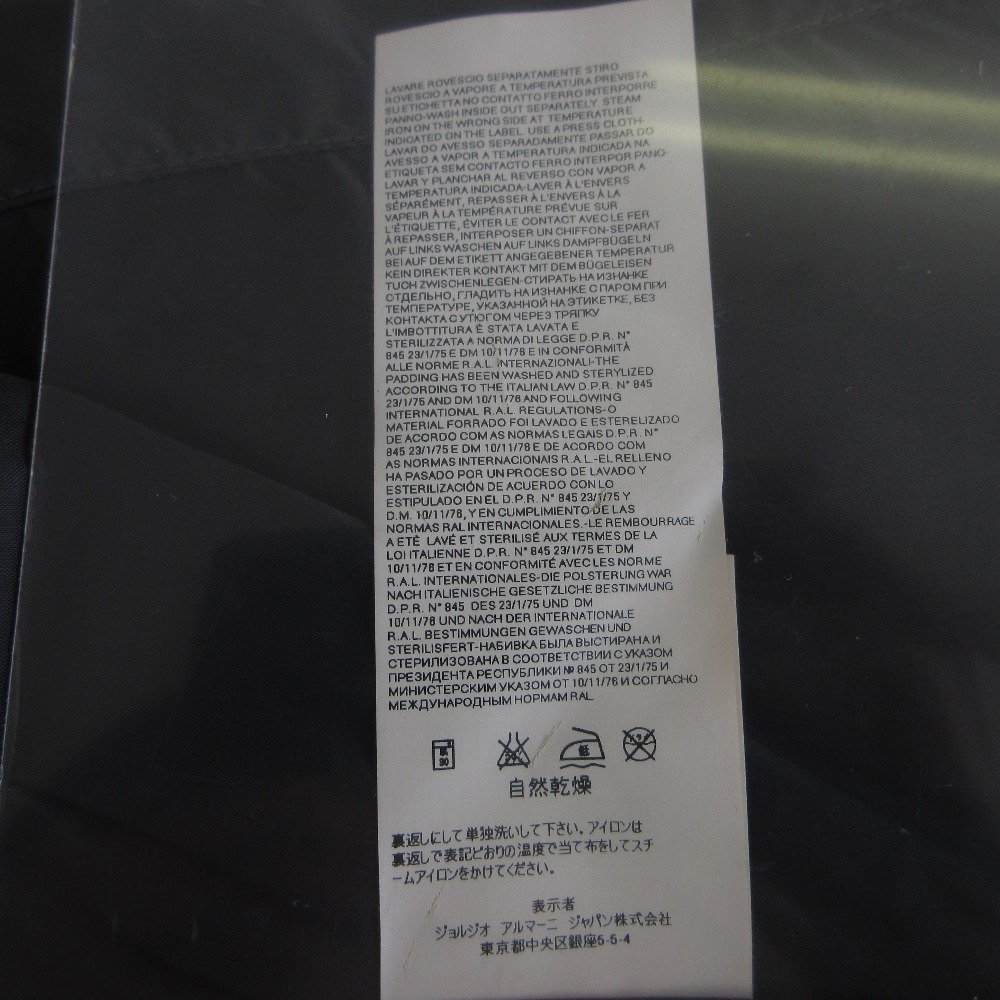 LAVARE ROVESCIO SEPARATAMENTE STIRO
ROVESCIO A VAPORE A TEMPERATURA PREVISTA
SU ETICHETTA NO CONTATTO FERRO INTERPORRE
PANNO-WASH INSIDE OUT SEPARATELY. STEAM
IRON ON THE WRONG SIDE AT TEMPERATURE
INDICATED ON THE LABEL. USE A PRESS CLOTH-
LAVAR DO AVESSO SEPARADAMENTE PASSAR DO
AVESSO A VAPOR A TEMPERATURA INDICADA NA
ETIQUETA SEM CONTACTO FERRO INTERPOR PANO-
LAVAR Y PLANCHAR AL REVERSO CON VAPOR A
TEMPERATURA INDICADA-LAVER À L'ENVERS
SÉPARÉMENT, REPASSER À L'ENVERS À LA
VAPEUR À LA TEMPÉRATURE PRÉVUE SUR
L'ÉTIQUETTE, ÉVITER LE CONTACT AVEC LE FER
À REPASSER, INTERPOSER UN CHIFFON-SEPARAT
AUF LINKS WASCHEN AUF LINKS DAMPFBÜGELN
BEI AUF DEM ETIKETT ANGEGEBENER TEMPERATUR
KEIN DIREKTER KONTAKT MIT DEM BÜGELEISEN
TUCH ZWISCHENLEGEN-СТИРАТЬ НА ИЗНАНКЕ
ОТДЕЛЬНО, ГЛАДИТЬ НА ИЗНАНКЕ С ПАРОМ ПРИ
ТЕМПЕРАТУРЕ, УКАЗАННОЙ НА ЭТИКЕТКЕ, БЕЗ
КОНТАКТА С УТЮГОМ ЧЕРЕЗ ТРЯПКУ
L'IMBOTTITURA È STATA LAVATA E
STERILIZZATA A NORMA DI LEGGE D.P.R. N°
845 23/1/75 E DM 10/11/76 E IN CONFORMITÀ
ALLE NORME R.A.L. INTERNAZIONALI-THE
PADDING HAS BEEN WASHED AND STERYLIZED
ACCORDING TO THE ITALIAN LAW D.P.R. N° 845
23/1/75 AND DM 10/11/76 AND FOLLOWING
INTERNATIONAL R.A.L. REGULATIONS-O
MATERIAL FORRADO FOI LAVADO E ESTERELIZADO
DE ACORDO COM AS NORMAS LEGAIS D.P.R. N°
845 23/1/75 E DM 10/11/76 E DE ACORDO COM
AS NORMAS INTERNACIONAIS R.A.L-EL RELLENO
HA PASADO POR UN PROCESO DE LAVADO Y
ESTERILIZACIÓN DE ACUERDO CON LO
ESTIPULADO EN EL D.P.R. N° 845 23/1/75 Y
D.M. 10/11/76, Y EN CUMPLIMIENTO DE LAS
NORMAS RAL INTERNACIONALES.-LE REMBOURRAGE
A ETÉ LAVÉ ET STERILISÉ AUX TERMES DE LA
LOI ITALIENNE D.P.R. N° 845 23/1/75 ET DM
10/11/76 ET EN CONFORMITÉ AVEC LES NORME
R.A.L. INTERNATIONALES-DIE POLSTERUNG WAR
NACH ITALIENISCHE GESETZLICHE BESTIMMUNG
D.P.R. N° 845 DES 23/1/75 UND DM
10/11/76 UND NACH DER INTERNATIONALE
R.A.L. BESTIMMUNGEN GEWASCHEN UND
STERILISFERT-НАБИВКА БЫЛА ВЫСТИРАНА И
СТЕРИЛИЗОВАНА В СООТВЕТСТВИИ С УКАЗОМ
ПРЕЗИДЕНТА РЕСПУБЛИКИ № 845 ОТ 23/1/75 И
МИНИСТЕРСКИМ УКАЗОМ ОТ 10/11/76 И СОГЛАСНО
МЕЖДУНАРОДНЫМ НОРМАМ RAL.
30 低
自然乾燥
裏返しにして単独洗いして下さい。アイロンは
裏返しで表記どおりの温度で当て布をしてスチ
ームアイロンをかけてください。
表示者
ジョルジオ アルマーニ ジャパン株式会社
東京都中央区銀座5-5-4